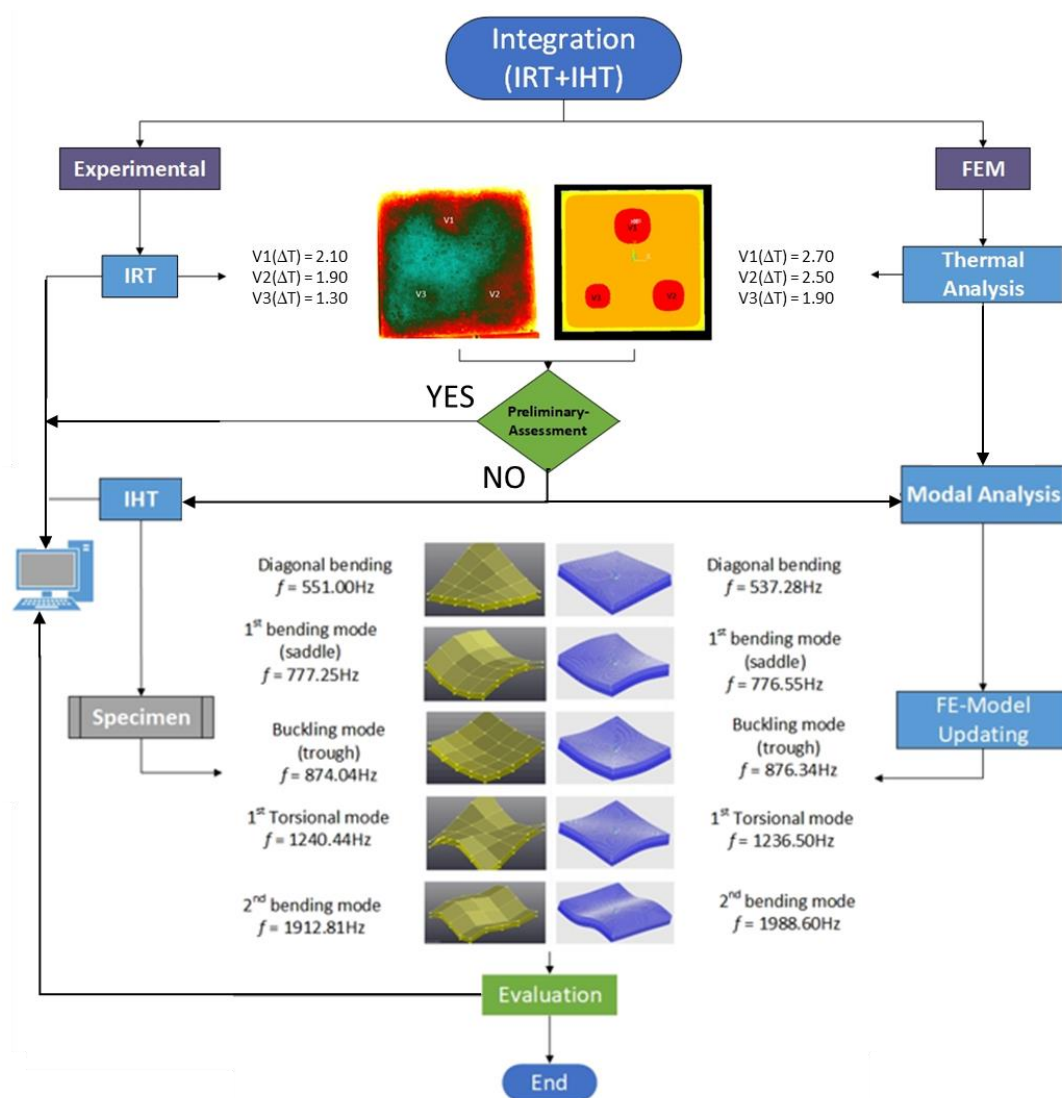 Integration
(IRT+IHT)
Experimental
FEM
IRT
V1(ΔT) = 2.10
V2(ΔT) = 1.90
V3(ΔT) = 1.30
V1
V3
V2
V1
V3
V2
V1(ΔT) = 2.70
V2(ΔT) = 2.50
V3(ΔT) = 1.90
Thermal
Analysis
YES
Preliminary-
Assessment
NO
IHT
Modal Analysis
Diagonal bending
f = 551.00Hz
Diagonal bending
f = 537.28Hz
1st bending mode
(saddle)
f = 777.25Hz
1st bending mode
(saddle)
f = 776.55Hz
Specimen
Buckling mode
(trough)
f = 874.04Hz
Buckling mode
(trough)
f = 876.34Hz
FE-Model
Updating
1st Torsional mode
f = 1240.44Hz
1st Torsional mode
f = 1236.50Hz
2nd bending mode
f = 1912.81Hz
2nd bending mode
f = 1988.60Hz
Evaluation
End